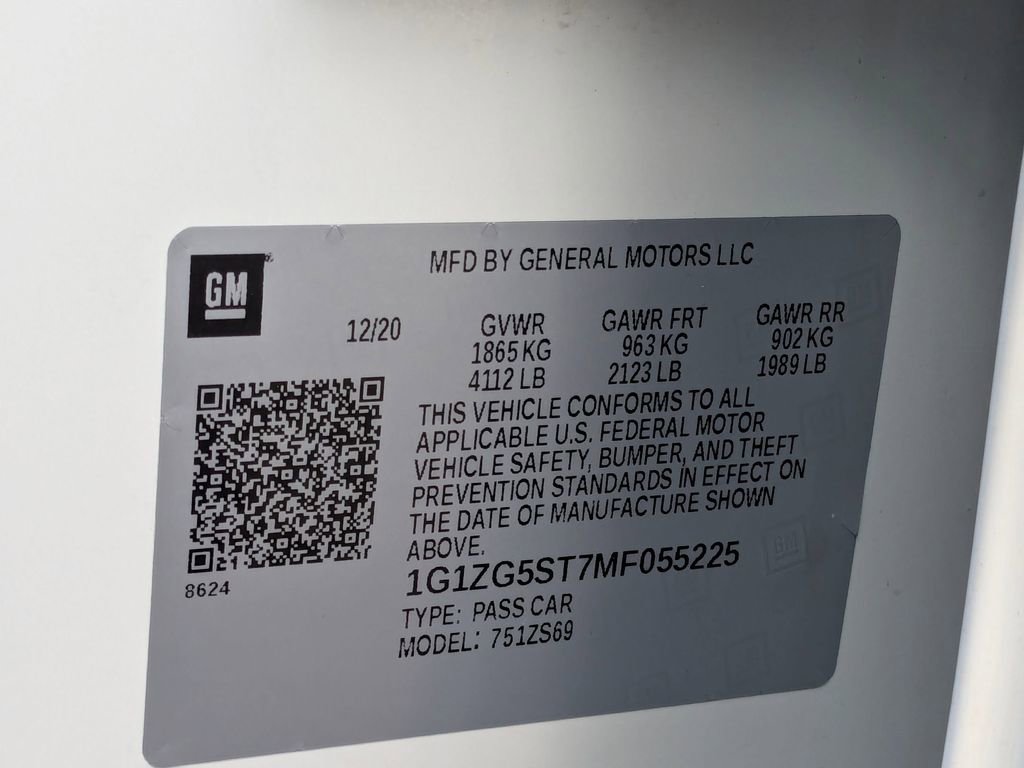 GM
MFD BY GENERAL MOTORS LLC
12/20
GVWR
1865 KG
4112 LB
GAWR FRT
963 KG
2123 LB
GAWR RR
902 KG
1989 LB
THIS VEHICLE CONFORMS TO ALL
APPLICABLE U.S. FEDERAL MOTOR
VEHICLE SAFETY, BUMPER, AND THEFT
PREVENTION STANDARDS IN EFFECT ON
THE DATE OF MANUFACTURE SHOWN
ABOVE.
8624
1G1ZG5ST7MF055225
TYPE: PASS CAR
MODEL: 751ZS69
GM